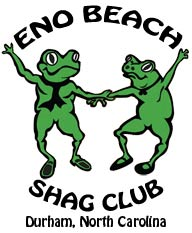 ENO BEACH
SHAG CLUB
Durham, North Carolina